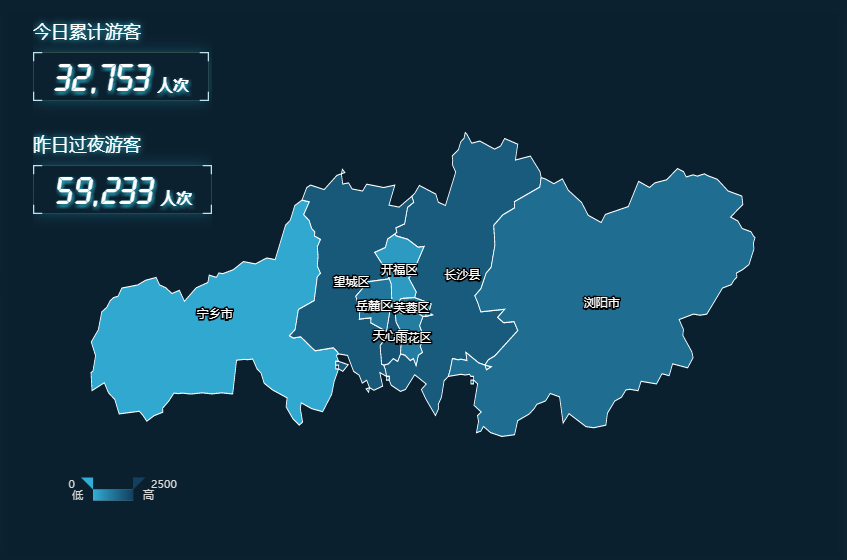 今日累计游客
32,753 人次
昨日过夜游客
59,233 人次
开福区
长沙县
望城区
浏阳市
岳麓区
芙蓉区
宁乡市
天心
雨花区
0
2500
低
高